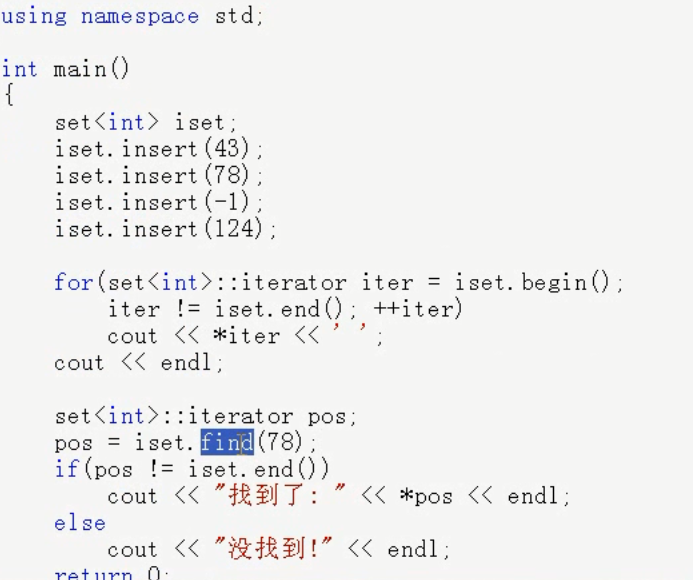 using namespace std;
int main()
{
set<int> iset;
iset.insert(43);
iset.insert(78);
iset.insert(-1);
iset.insert(124);
for(set<int>::iterator iter = iset.begin();
iter != iset.end(); ++iter)
cout << *iter << ' ';
cout << endl;
set<int>::iterator pos;
pos = iset.find(78);
if(pos != iset.end())
cout << "找到了: " << *pos << endl;
else
cout << "没找到!" << endl;
return 0;